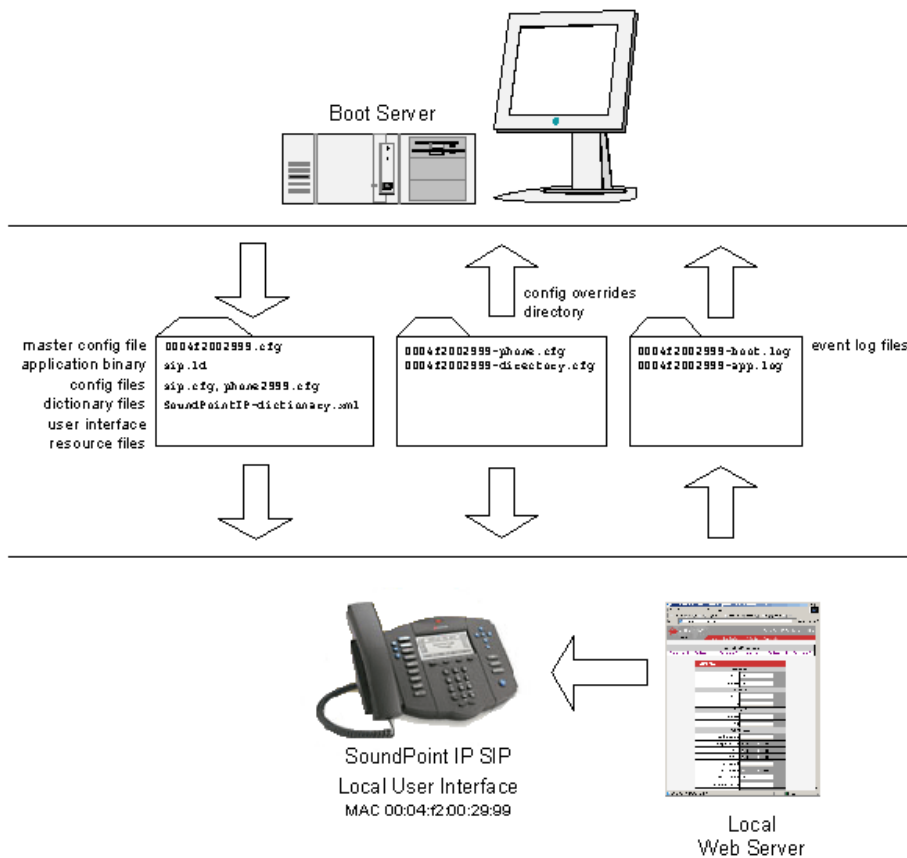 Boot Server
config overrides
directory
master config file
application binary
config files
dictionary files
user interface
resource files
0004f2002999.cfg
sip.ld
sip.cfg, phone2999.cfg
SoundPointIP-dictionary.xml
0004f2002999-phone.cfg
0004f2002999-directory.cfg
0004f2002999-boot.log
0004f2002999-app.log
event log files
SoundPoint IP SIP
Local User Interface
MAC 00:04:f2:00:29:99
Local
Web Server